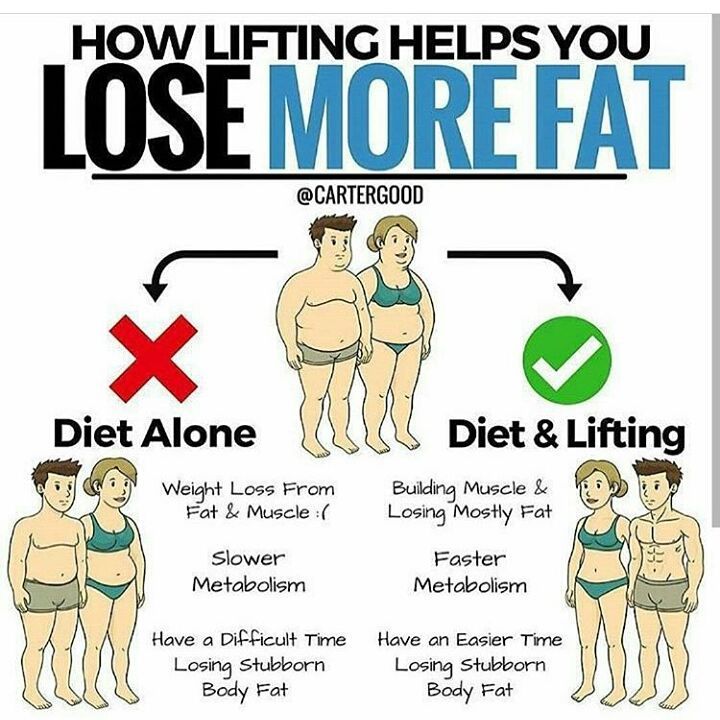 HOW LIFTING HELPS YOU
LOSE MORE FAT
@CARTERGOOD
Diet Alone
Weight Loss From
Fat & Muscle :(
Slower
Metabolism
Have a Difficult Time
Losing Stubborn
Body Fat
Diet & Lifting
Building Muscle &
Losing Mostly Fat
Faster
Metabolism
Have an Easier Time
Losing Stubborn
Body Fat